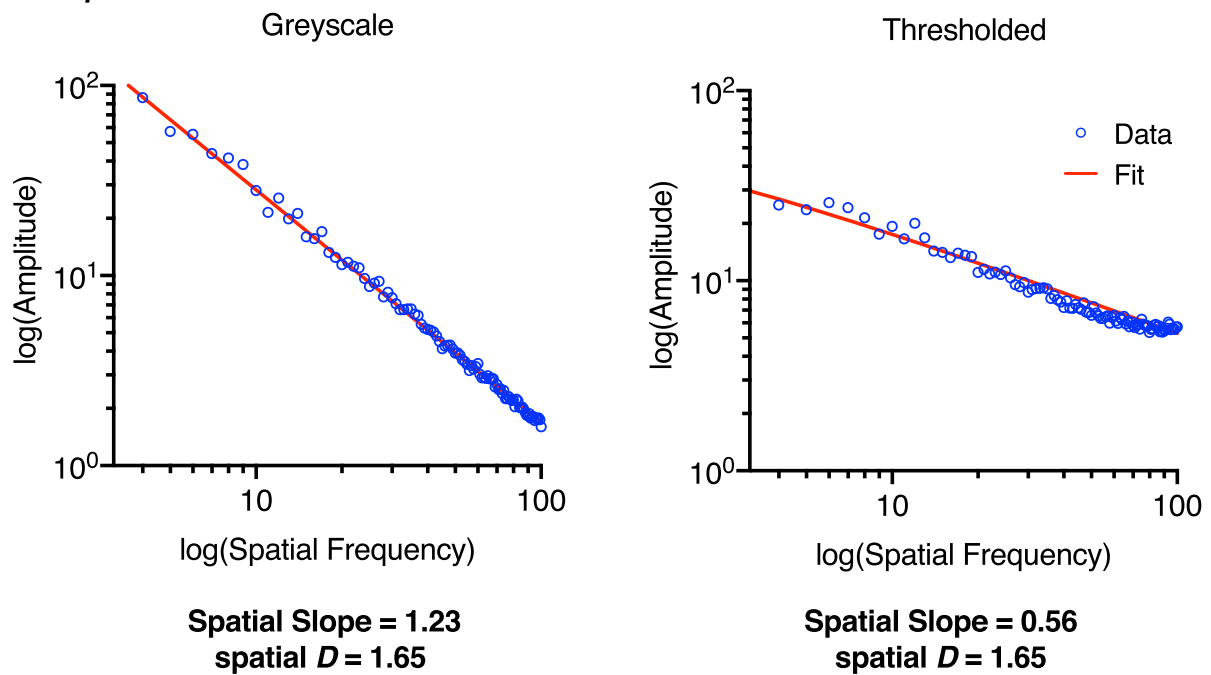 Greyscale
10²
10¹
10⁰
log(Amplitude)
10
100
log(Spatial Frequency)
Spatial Slope = 1.23
spatial D = 1.65
Thresholded
10²
10¹
10⁰
log(Amplitude)
Data
Fit
10
100
log(Spatial Frequency)
Spatial Slope = 0.56
spatial D = 1.65